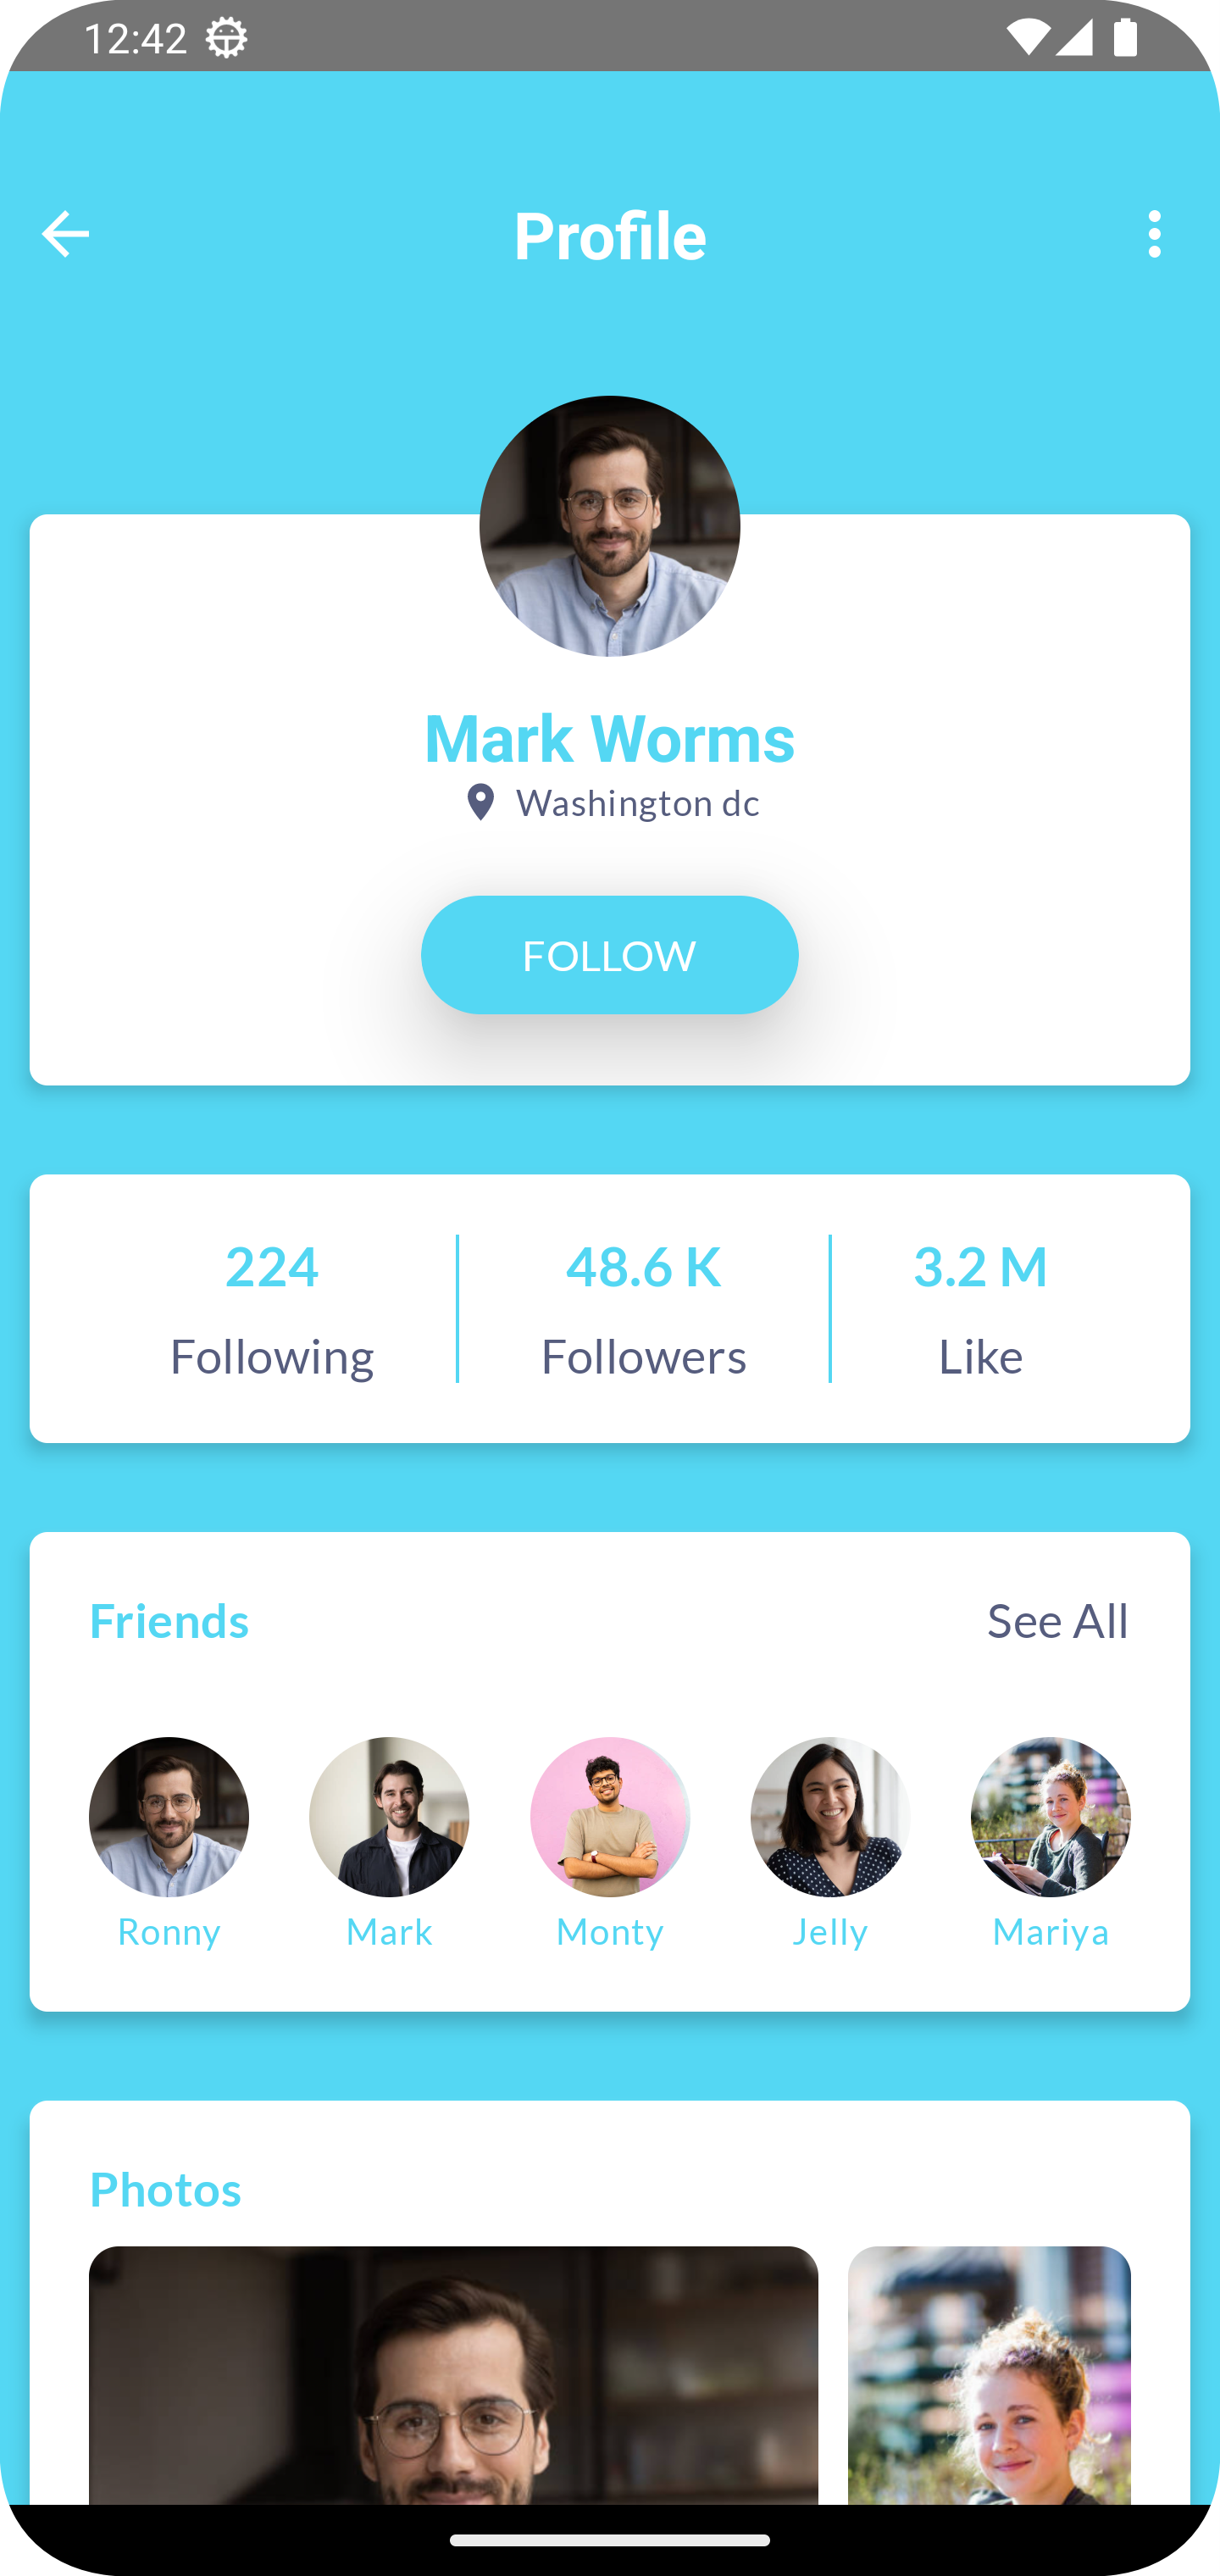 12:42
Profile
Mark Worms
Washington dc
FOLLOW
224
48.6 K
3.2 M
Following
Followers
Like
Friends
See All
Ronny
Mark
Monty
Jelly
Mariya
Photos